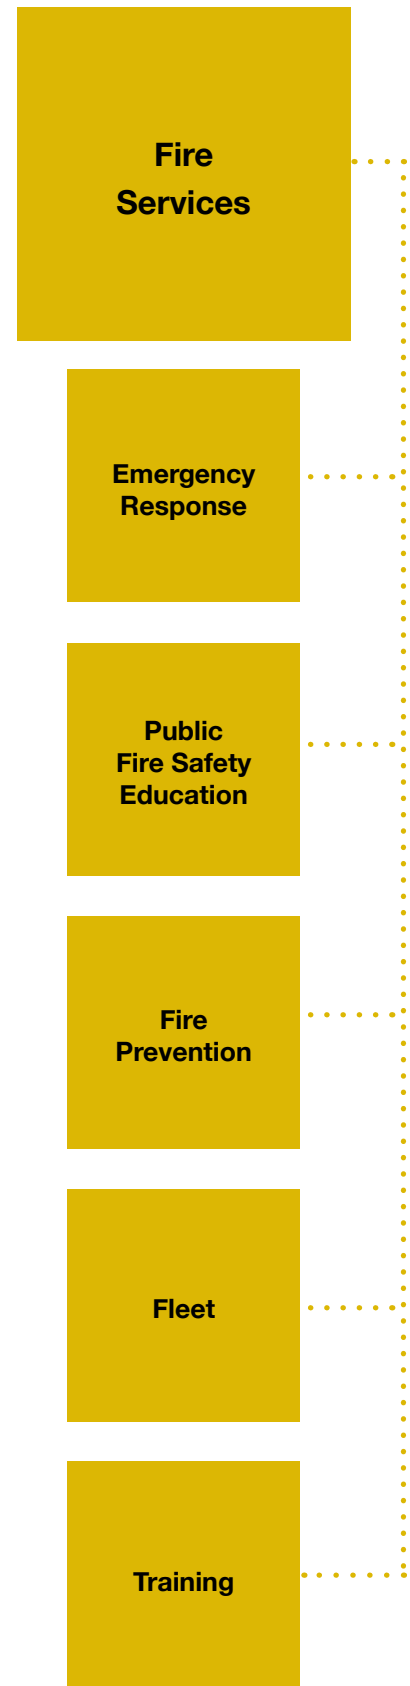 Fire
Services
Emergency
Response
Public
Fire Safety
Education
Fire
Prevention
Fleet
Training